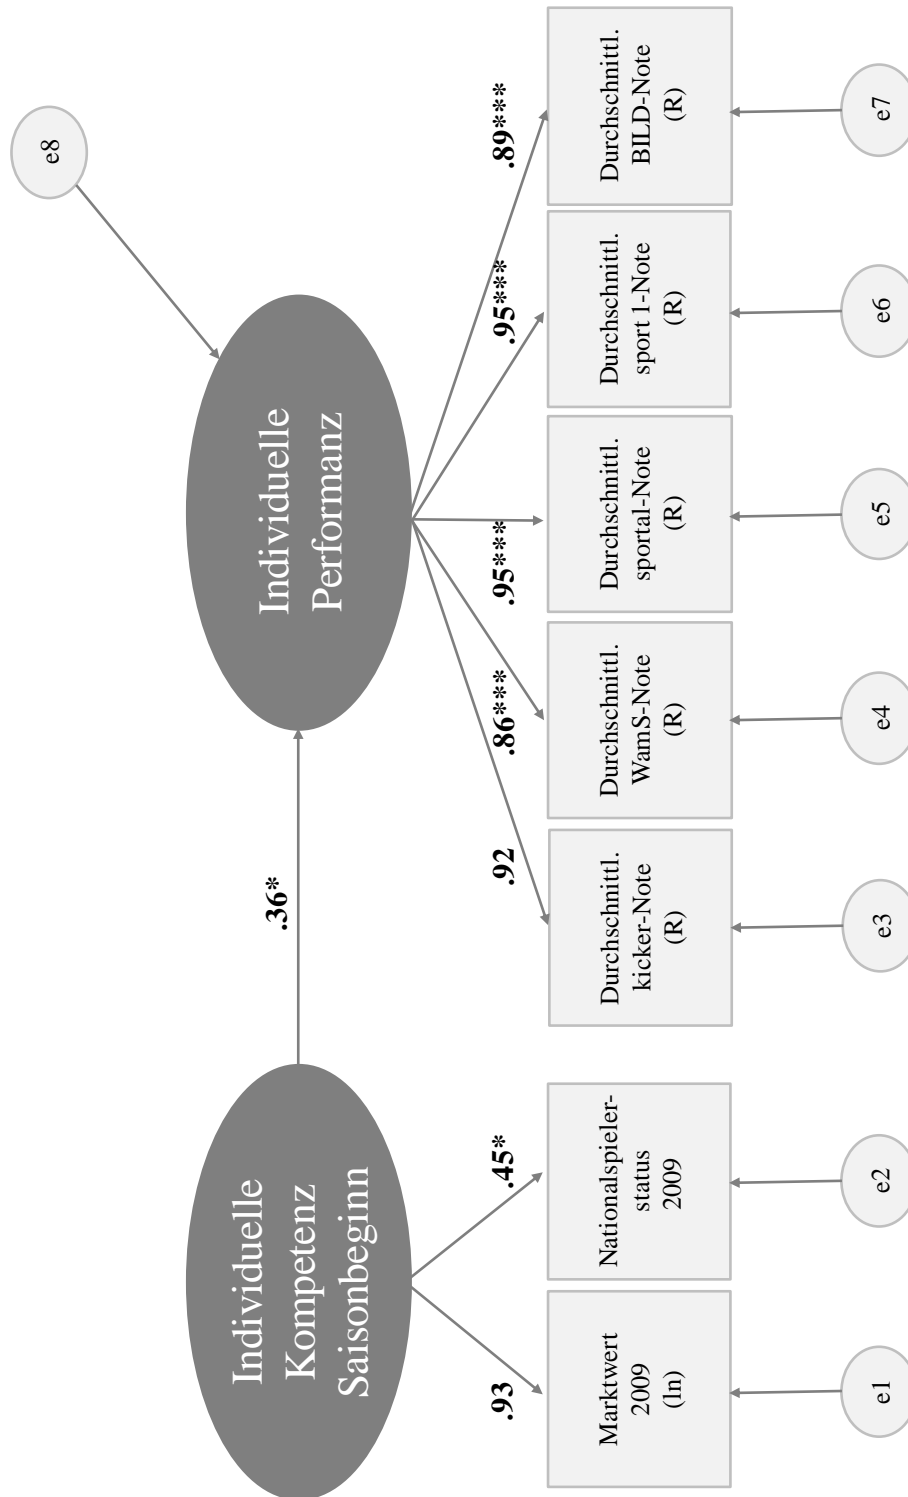 e8
Individuelle
Kompetenz
Saisonbeginn
.36*
Individuelle
Performanz
.93
.45*
.92
.86***
.95***
.95***
.89***
Marktwert
2009
(ln)
Nationalspieler-
status
2009
Durchschnittl.
kicker-Note
(R)
Durchschnittl.
WamS-Note
(R)
Durchschnittl.
sportal-Note
(R)
Durchschnittl.
sport 1-Note
(R)
Durchschnittl.
BILD-Note
(R)
e1
e2
e3
e4
e5
e6
e7